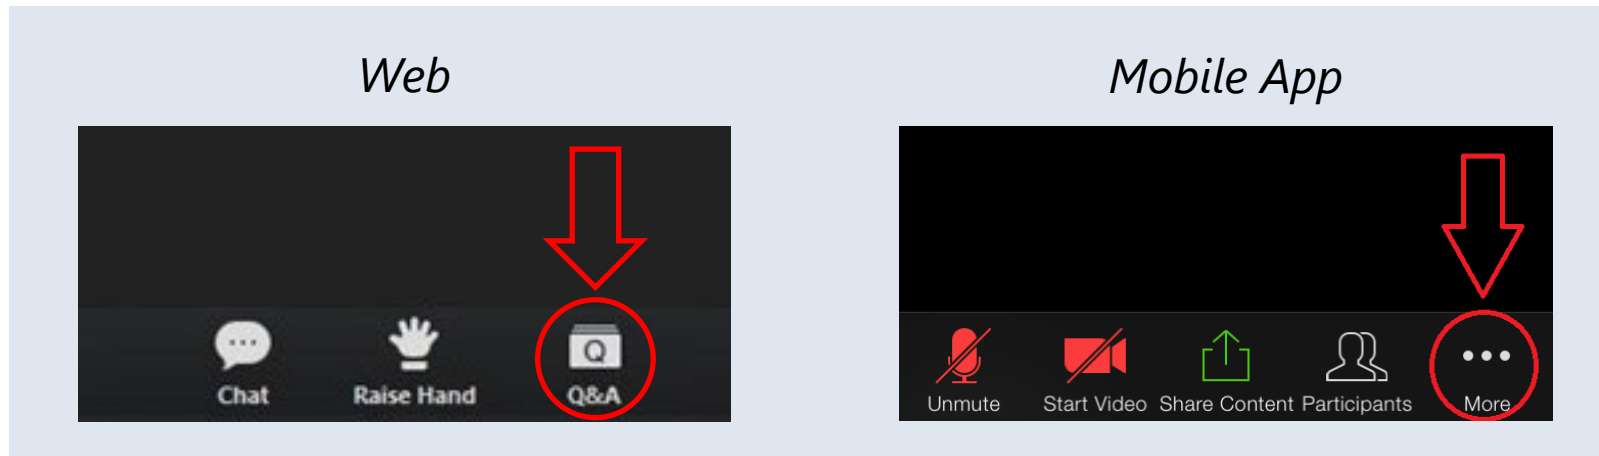 Web
Mobile App
Chat
Raise Hand
Q
Q&A
Unmute
Start Video
Share Content
Participants
More